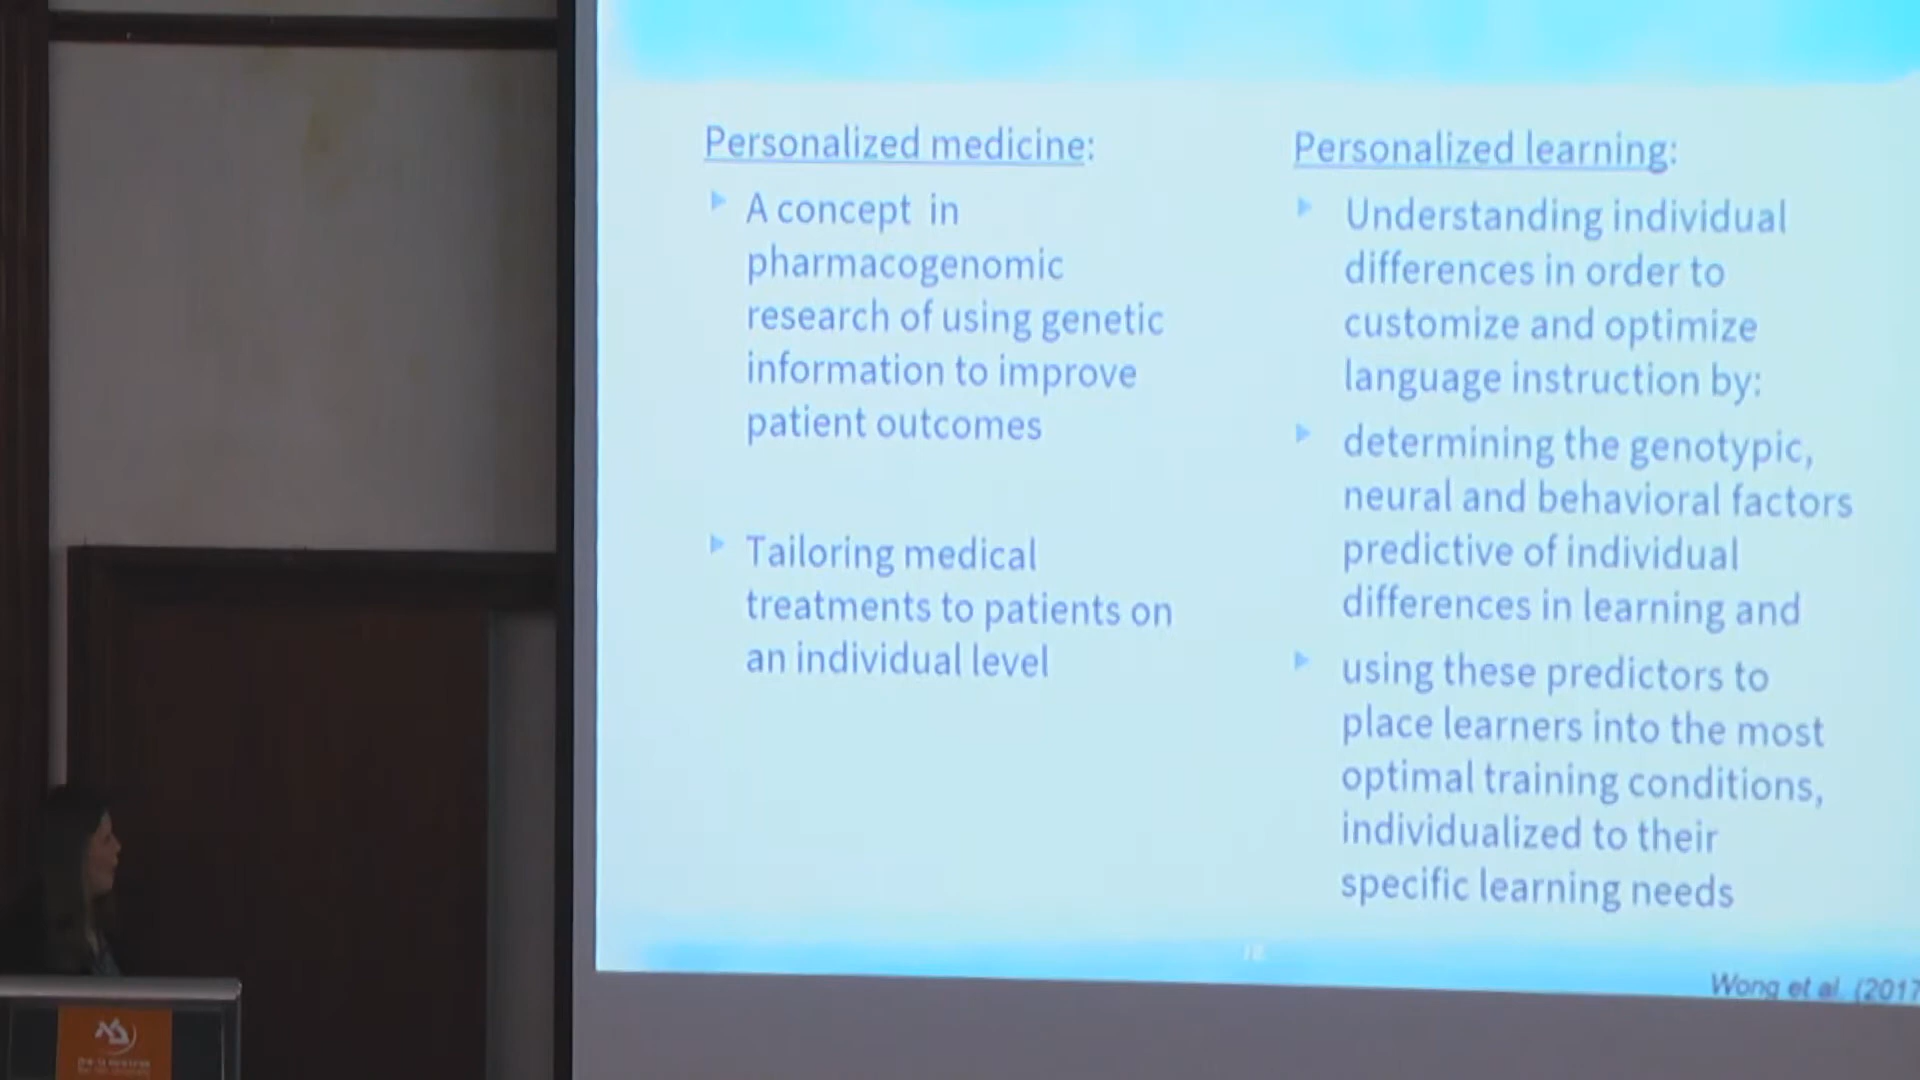 Personalized medicine:
A concept in
pharmacogenomic
research of using genetic
information to improve
patient outcomes
Tailoring medical
treatments to patients on
an individual level
Personalized learning:
Understanding individual
differences in order to
customize and optimize
language instruction by:
determining the genotypic,
neural and behavioral factors
predictive of individual
differences in learning and
using these predictors to
place learners into the most
optimal training conditions,
individualized to their
specific learning needs
Wong et al. (2017